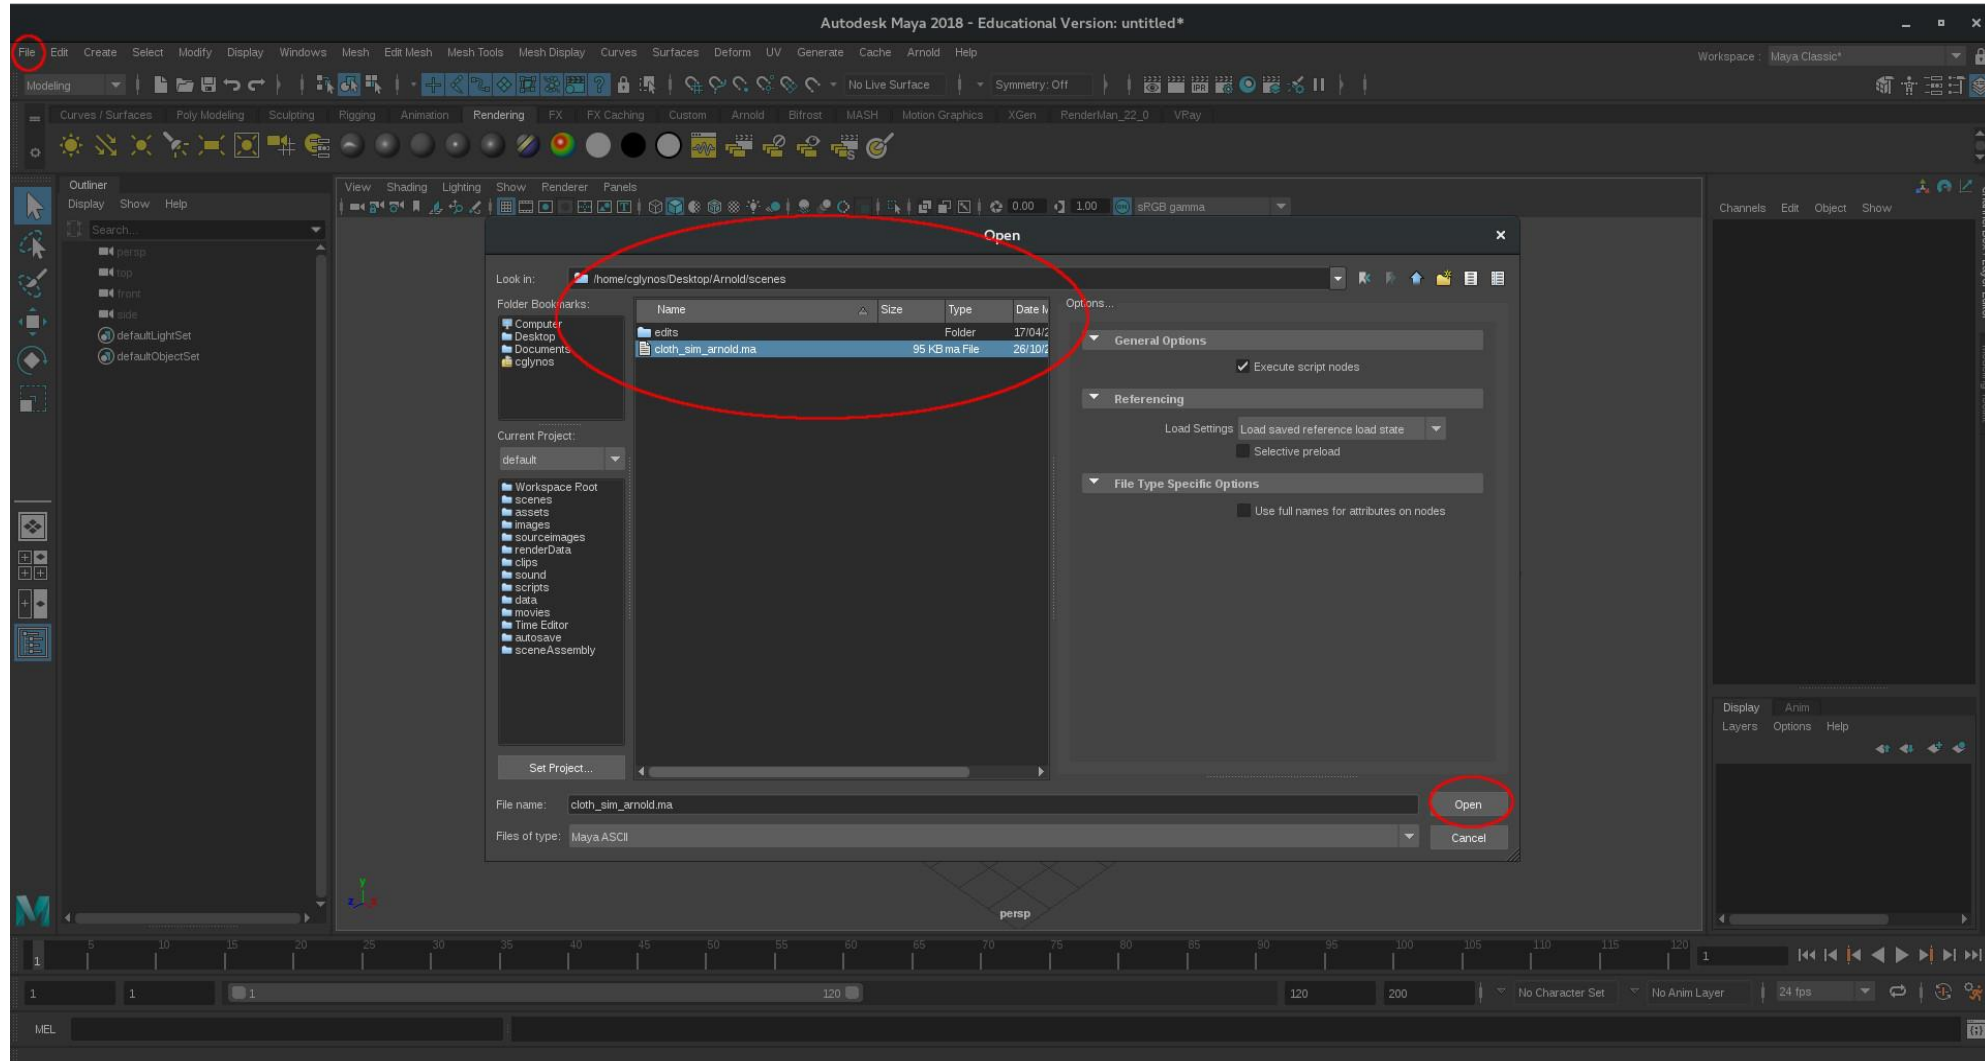 Autodesk Maya 2018 - Educational Version: untitled*
File Edit Create Select Modify Display Windows Mesh Edit Mesh Mesh Tools Mesh Display Curves Surfaces Deform UV Generate Cache Arnold Help
Workspace : Maya Classic*
Modeling No Live Surface Symmetry: Off
Curves / Surfaces Poly Modeling Sculpting Rigging Animation Rendering FX FX Caching Custom Arnold Bifrost MASH Motion Graphics XGen RenderMan_22_0 VRay
Outliner
Display Show Help
Search...
persp
top
front
side
defaultLightSet
defaultObjectSet
View Shading Lighting Show Renderer Panels
0.00 1.00 sRGB gamma
Channels Edit Object Show
Open
Look in: /home/cglynos/Desktop/Arnold/scenes
Folder Bookmarks:
Computer
Desktop
Documents
cglynos
Name Size Type Date M
edits Folder 17/04/2
cloth_sim_arnold.ma 95 KB ma File 26/10/2
Options...
General Options
Execute script nodes
Referencing
Load Settings Load saved reference load state
Selective preload
File Type Specific Options
Use full names for attributes on nodes
Current Project:
default
Workspace Root
scenes
assets
images
sourceimages
renderData
clips
sound
scripts
data
movies
Time Editor
autosave
sceneAssembly
Set Project...
File name: cloth_sim_arnold.ma Open
Files of type: Maya ASCII Cancel
Display Anim
Layers Options Help
y
z x
persp
5 10 15 20 25 30 35 40 45 50 55 60 65 70 75 80 85 90 95 100 105 110 115 120
1 1
1 1 1 120 120 200 No Character Set No Anim Layer 24 fps
MEL